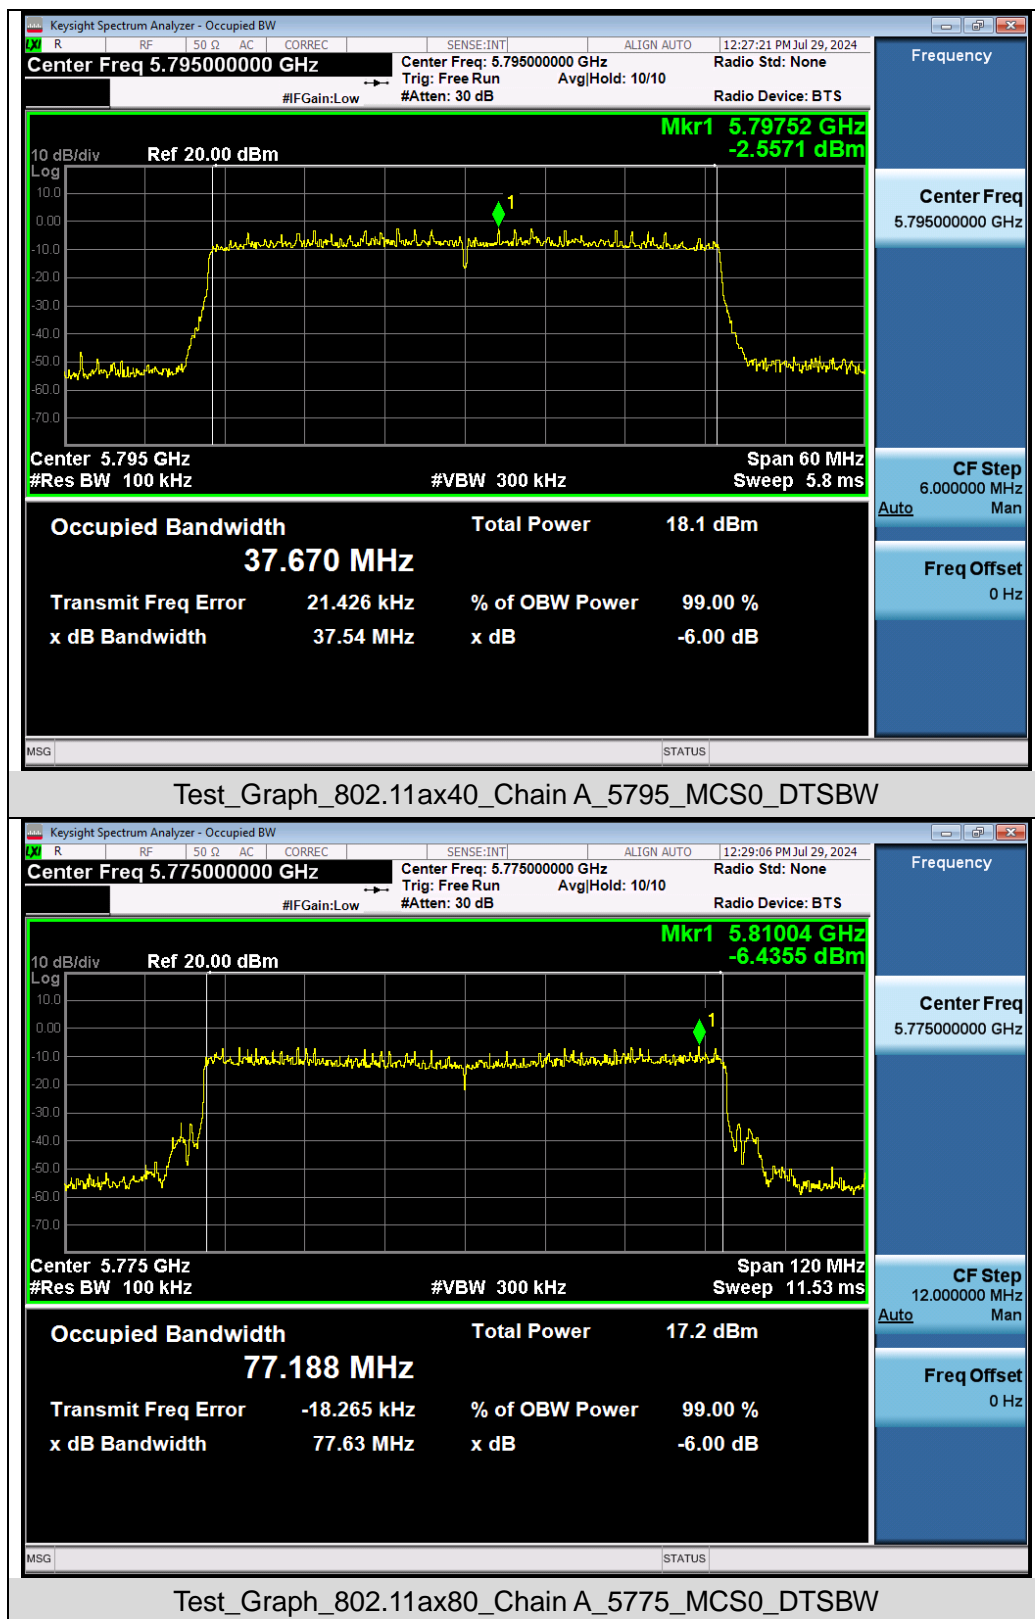 Keysight Spectrum Analyzer - Occupied BW
LXI R RF 50 Ω AC CORREC SENSE:INT ALIGN AUTO 12:27:21 PM Jul 29, 2024
Center Freq 5.795000000 GHz Center Freq: 5.795000000 GHz Radio Std: None
Trig: Free Run Avg|Hold: 10/10
#IFGain:Low #Atten: 30 dB Radio Device: BTS
Frequency
Mkr1 5.79752 GHz
-2.5571 dBm
10 dB/div Ref 20.00 dBm
Log
10.0
0.00
-10.0
-20.0
-30.0
-40.0
-50.0
-60.0
-70.0
1
Center Freq
5.795000000 GHz
Center 5.795 GHz Span 60 MHz
#Res BW 100 kHz #VBW 300 kHz Sweep 5.8 ms
CF Step
6.000000 MHz
Auto Man
Occupied Bandwidth Total Power 18.1 dBm
37.670 MHz
Transmit Freq Error 21.426 kHz % of OBW Power 99.00 %
x dB Bandwidth 37.54 MHz x dB -6.00 dB
Freq Offset
0 Hz
MSG STATUS
Test_Graph_802.11ax40_Chain A_5795_MCS0_DTSBW
Keysight Spectrum Analyzer - Occupied BW
LXI R RF 50 Ω AC CORREC SENSE:INT ALIGN AUTO 12:29:06 PM Jul 29, 2024
Center Freq 5.775000000 GHz Center Freq: 5.775000000 GHz Radio Std: None
Trig: Free Run Avg|Hold: 10/10
#IFGain:Low #Atten: 30 dB Radio Device: BTS
Frequency
Mkr1 5.81004 GHz
-6.4355 dBm
10 dB/div Ref 20.00 dBm
Log
10.0
0.00
-10.0
-20.0
-30.0
-40.0
-50.0
-60.0
-70.0
1
Center Freq
5.775000000 GHz
Center 5.775 GHz Span 120 MHz
#Res BW 100 kHz #VBW 300 kHz Sweep 11.53 ms
CF Step
12.000000 MHz
Auto Man
Occupied Bandwidth Total Power 17.2 dBm
77.188 MHz
Transmit Freq Error -18.265 kHz % of OBW Power 99.00 %
x dB Bandwidth 77.63 MHz x dB -6.00 dB
Freq Offset
0 Hz
MSG STATUS
Test_Graph_802.11ax80_Chain A_5775_MCS0_DTSBW